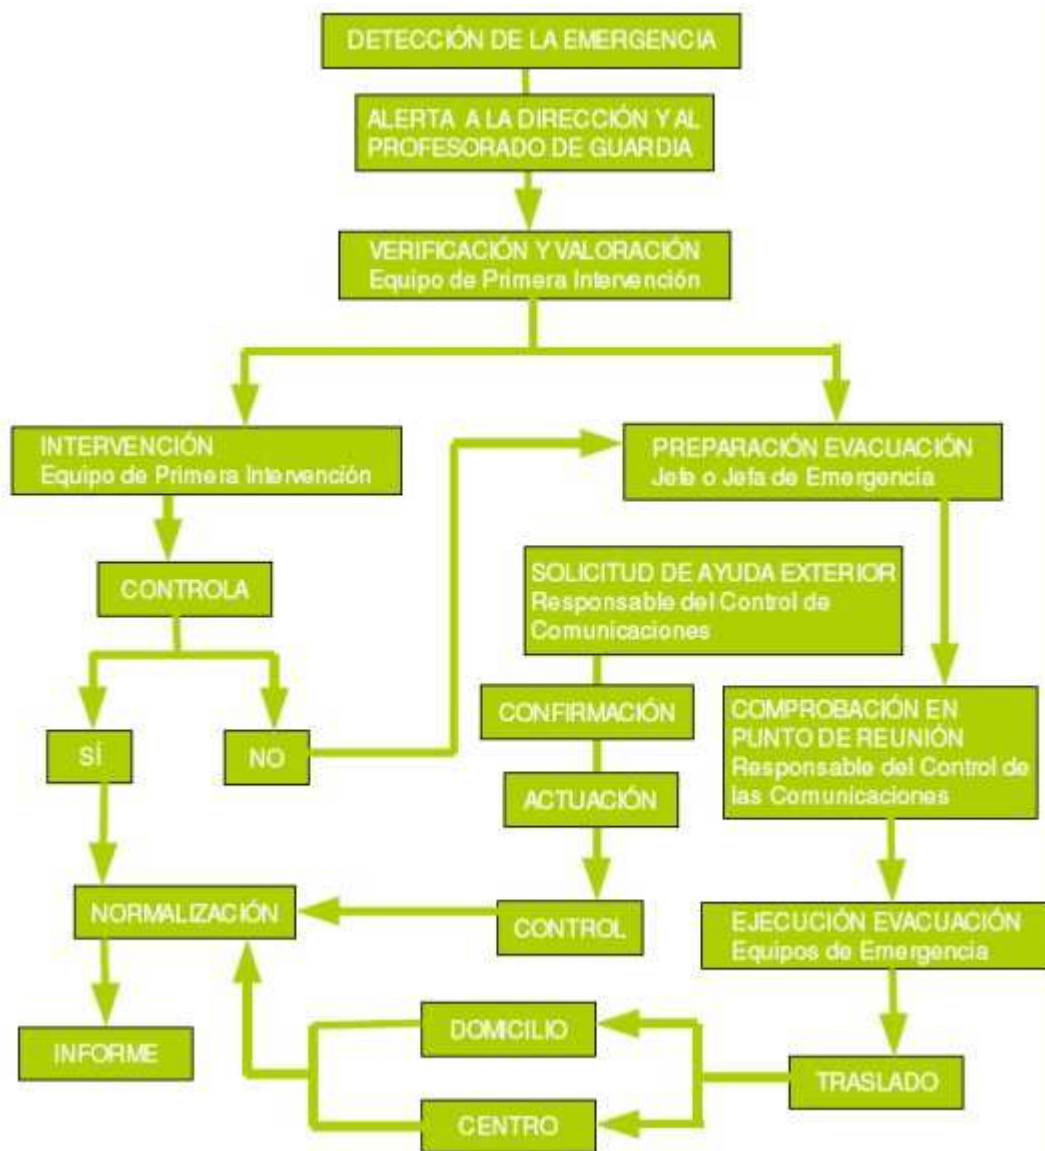 DETECCIÓN DE LA EMERGENCIA
ALERTA A LA DIRECCIÓN Y AL
PROFESORADO DE GUARDIA
VERIFICACIÓN Y VALORACIÓN
Equipo de Primera Intervención
INTERVENCIÓN
Equipo de Primera Intervención
PREPARACIÓN EVACUACIÓN
Jefe o Jefa de Emergencia
CONTROLA
SOLICITUD DE AYUDA EXTERIOR
Responsable del Control de
Comunicaciones
SÍ
NO
CONFIRMACIÓN
COMPROBACIÓN EN
PUNTO DE REUNIÓN
Responsable del Control de
las Comunicaciones
ACTUACIÓN
NORMALIZACIÓN
CONTROL
EJECUCIÓN EVACUACIÓN
Equipos de Emergencia
INFORME
DOMICILIO
CENTRO
TRASLADO